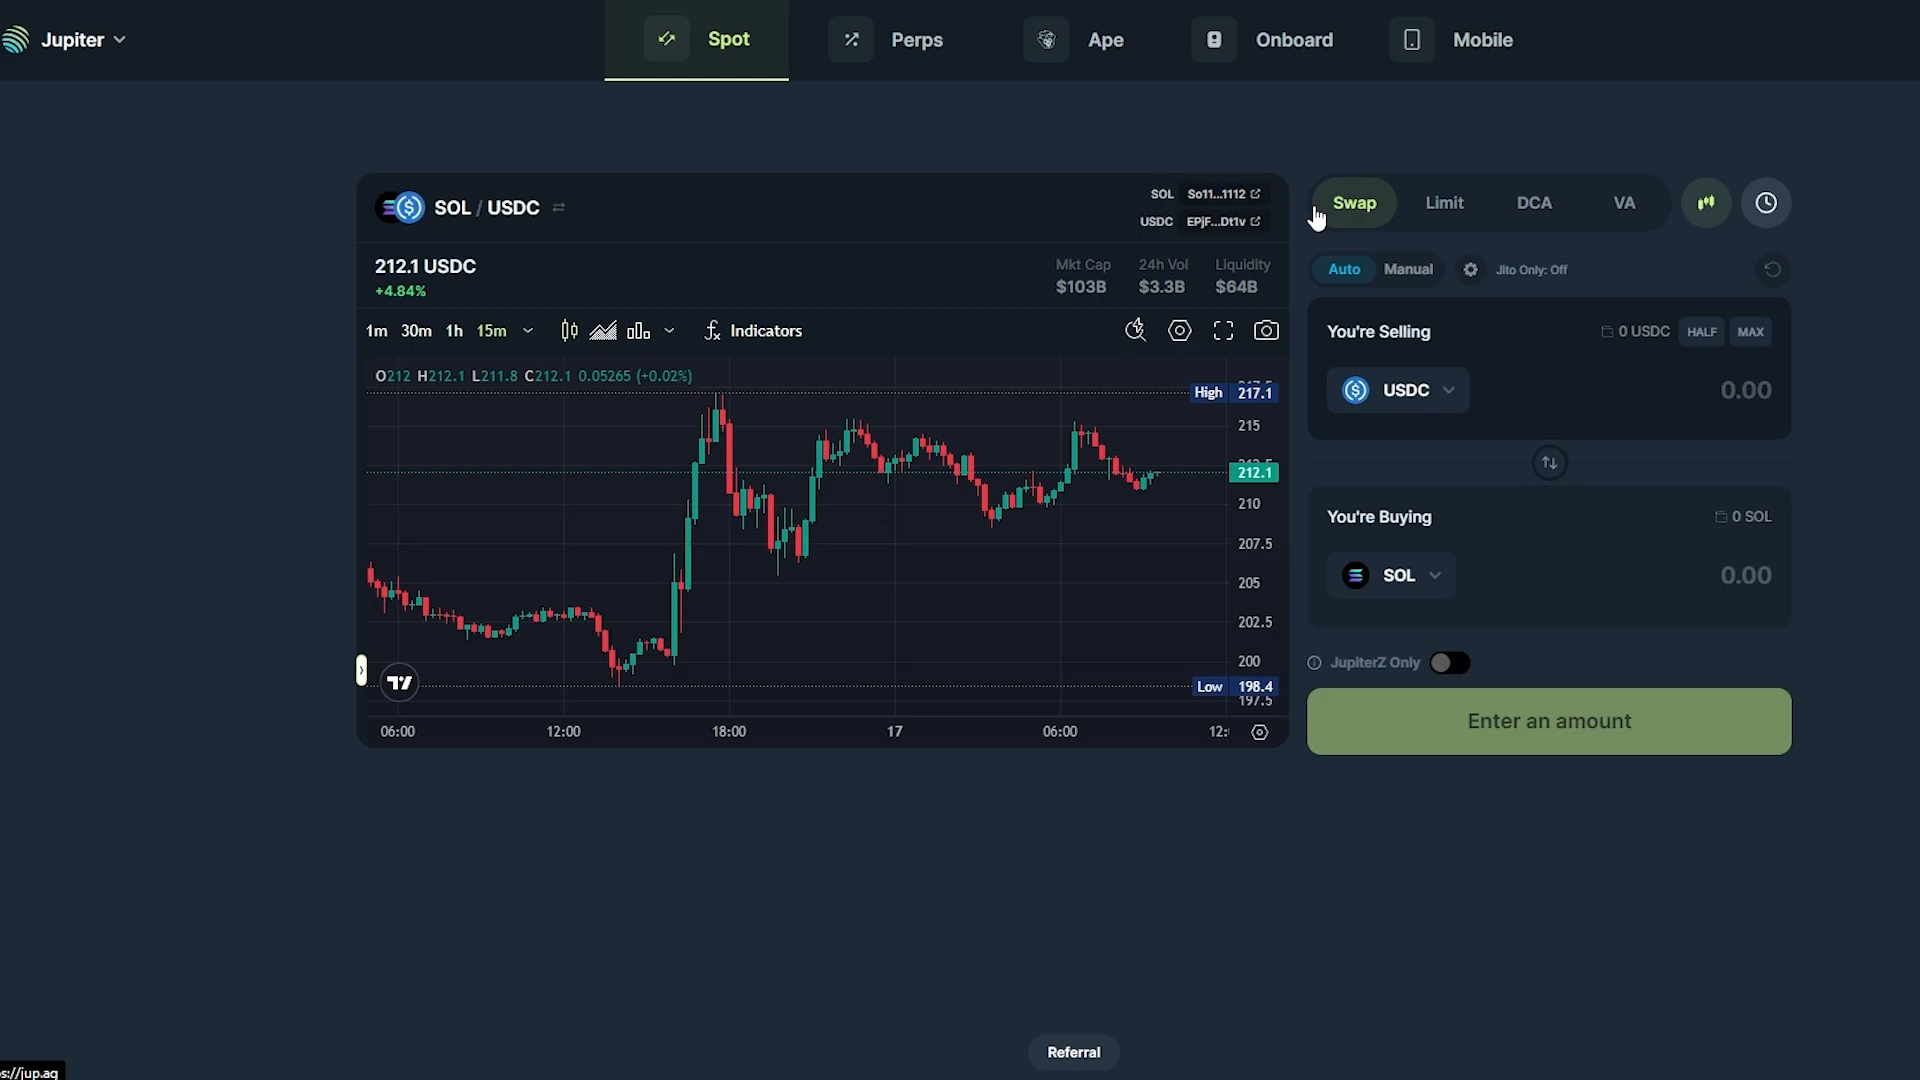 Jupiter
Spot
Perps
Ape
Onboard
Mobile
SOL / USDC
SOL So11...1112
USDC EPjF...Dt1v
212.1 USDC
+4.84%
Mkt Cap
$103B
24h Vol
$3.3B
Liquidity
$64B
1m 30m 1h 15m
Indicators
O212 H212.1 L211.8 C212.1 0.05265 (+0.02%)
High 217.1
215
212.1
210
207.5
205
202.5
200
Low 198.4
197.5
06:00 12:00 18:00 17 06:00
Swap Limit DCA VA
Auto Manual Jito Only: Off
You're Selling
0 USDC HALF MAX
USDC
0.00
You're Buying
0 SOL
SOL
0.00
JupiterZ Only
Enter an amount
Referral
s://jup.ag